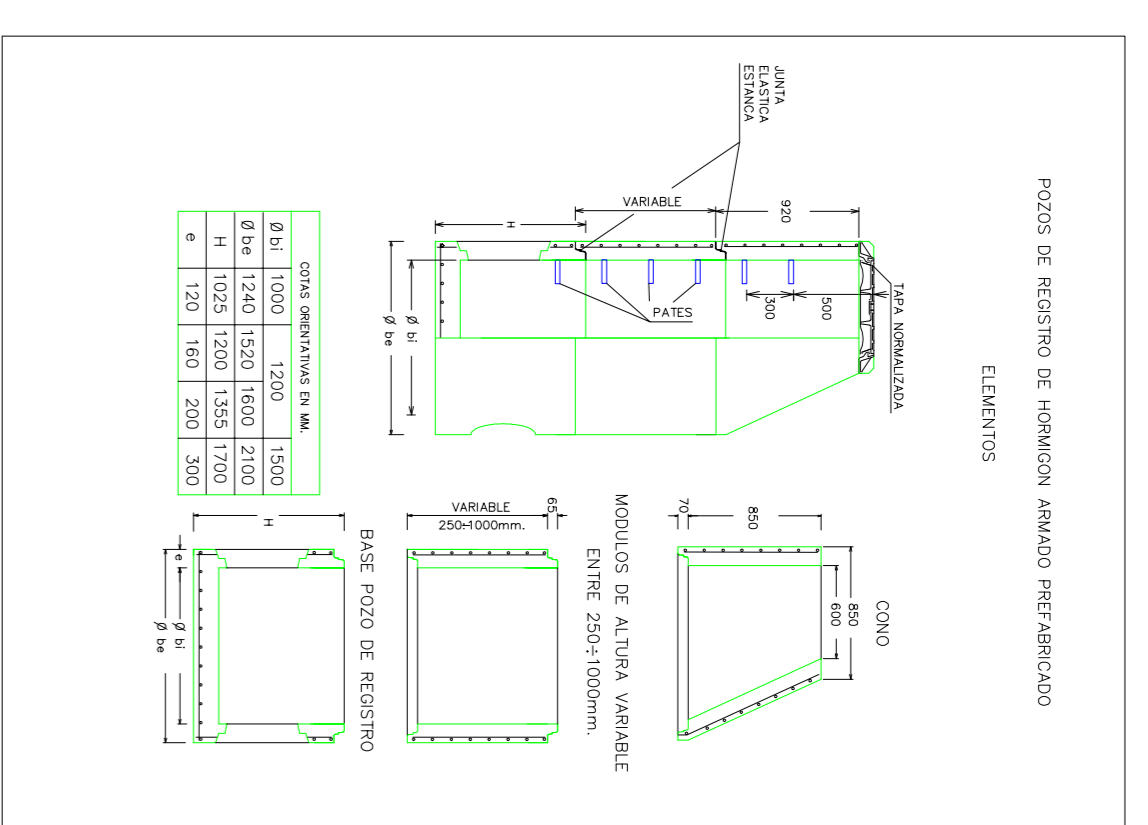 POZOS DE REGISTRO DE HORMIGON ARMADO PREFABRICADO
ELEMENTOS
JUNTA
ELASTICA
ESTANCA
TAPA NORMALIZADA
920
VARIABLE
H
500
300
PATES
Ø bi
Ø be
CONO
850
600
850
70
MODULOS DE ALTURA VARIABLE
ENTRE 250÷1000mm.
65
VARIABLE
250÷1000mm.
BASE POZO DE REGISTRO
H
e
Ø bi
Ø be
COTAS ORIENTATIVAS EN MM.
Ø bi 1000 1200 1500
Ø be 1240 1520 1600 2100
H 1025 1200 1355 1700
e 120 160 200 300